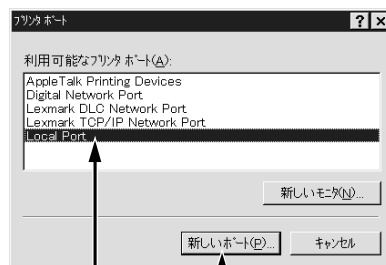 プリンタ ポート
利用可能なプリンタ ポート(A):
AppleTalk Printing Devices
Digital Network Port
Lexmark DLC Network Port
Lexmark TCP/IP Network Port
Local Port
新しいモニタ(N)...
新しいポート(P)...
キャンセル